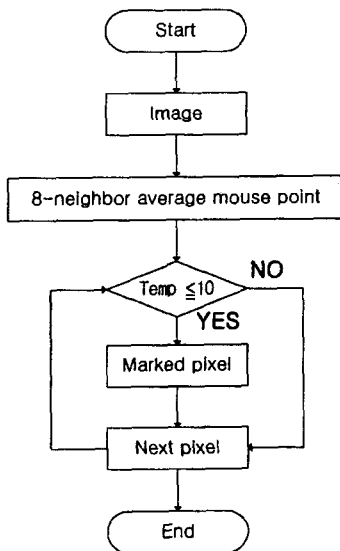 Start
Image
8-neighbor average mouse point
Temp ≦10
NO
YES
Marked pixel
Next pixel
End